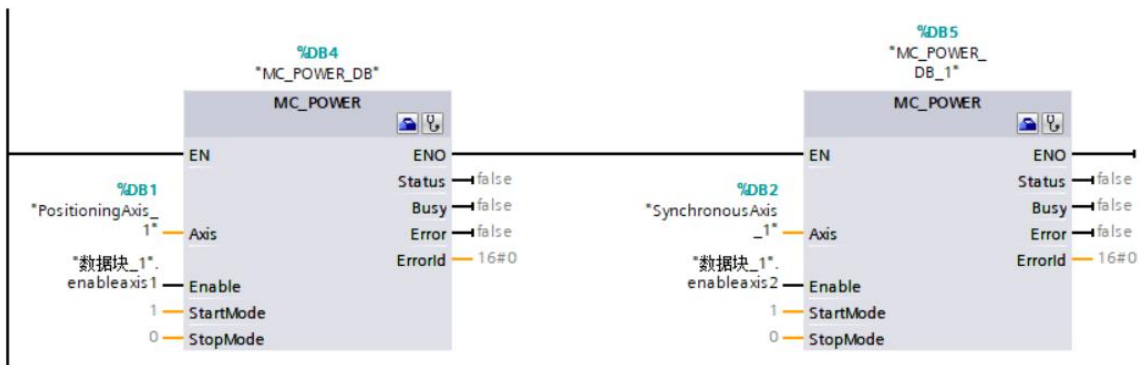 %DB4
"MC_POWER_DB"
MC_POWER
EN
ENO
%DB1
"PositioningAxis_
1"
Axis
"数据块_1".
enableaxis1
Enable
1
StartMode
0
StopMode
Status
false
Busy
false
Error
false
ErrorId
16#0
%DB5
"MC_POWER_
DB_1"
MC_POWER
EN
ENO
%DB2
"SynchronousAxis
_1"
Axis
"数据块_1".
enableaxis2
Enable
1
StartMode
0
StopMode
Status
false
Busy
false
Error
false
ErrorId
16#0